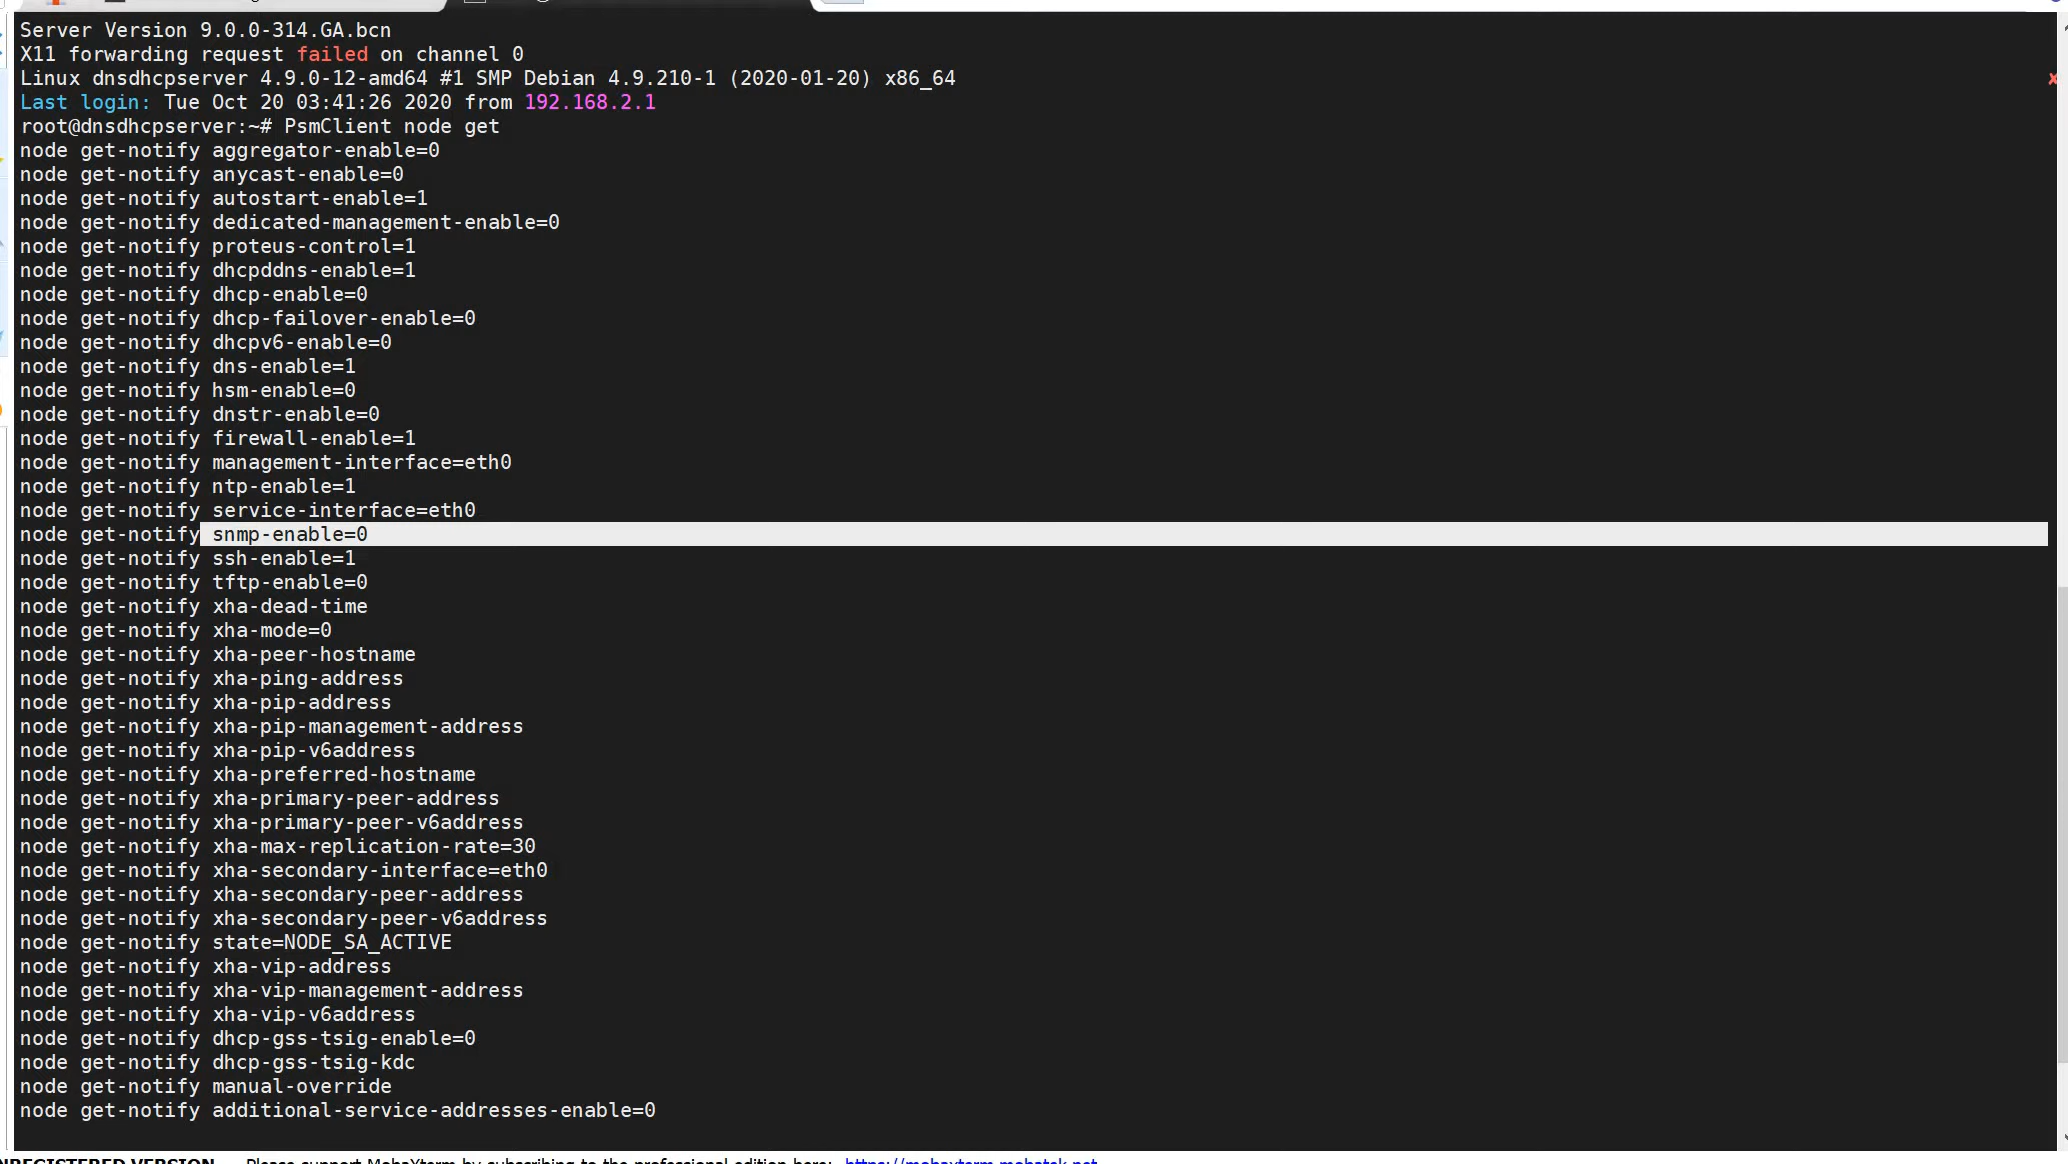 Server Version 9.0.0-314.GA.bcn
X11 forwarding request failed on channel 0
Linux dnsdhcpserver 4.9.0-12-amd64 #1 SMP Debian 4.9.210-1 (2020-01-20) x86_64
Last login: Tue Oct 20 03:41:26 2020 from 192.168.2.1
root@dnsdhcpserver:~# PsmClient node get
node get-notify aggregator-enable=0
node get-notify anycast-enable=0
node get-notify autostart-enable=1
node get-notify dedicated-management-enable=0
node get-notify proteus-control=1
node get-notify dhcpddns-enable=1
node get-notify dhcp-enable=0
node get-notify dhcp-failover-enable=0
node get-notify dhcpv6-enable=0
node get-notify dns-enable=1
node get-notify hsm-enable=0
node get-notify dnstr-enable=0
node get-notify firewall-enable=1
node get-notify management-interface=eth0
node get-notify ntp-enable=1
node get-notify service-interface=eth0
node get-notify snmp-enable=0
node get-notify ssh-enable=1
node get-notify tftp-enable=0
node get-notify xha-dead-time
node get-notify xha-mode=0
node get-notify xha-peer-hostname
node get-notify xha-ping-address
node get-notify xha-pip-address
node get-notify xha-pip-management-address
node get-notify xha-pip-v6address
node get-notify xha-preferred-hostname
node get-notify xha-primary-peer-address
node get-notify xha-primary-peer-v6address
node get-notify xha-max-replication-rate=30
node get-notify xha-secondary-interface=eth0
node get-notify xha-secondary-peer-address
node get-notify xha-secondary-peer-v6address
node get-notify state=NODE_SA_ACTIVE
node get-notify xha-vip-address
node get-notify xha-vip-management-address
node get-notify xha-vip-v6address
node get-notify dhcp-gss-tsig-enable=0
node get-notify dhcp-gss-tsig-kdc
node get-notify manual-override
node get-notify additional-service-addresses-enable=0
NREGISTERED VERSION - Please support MobaXterm by subscribing to the professional edition here: https://mobaxterm.mobatek.net